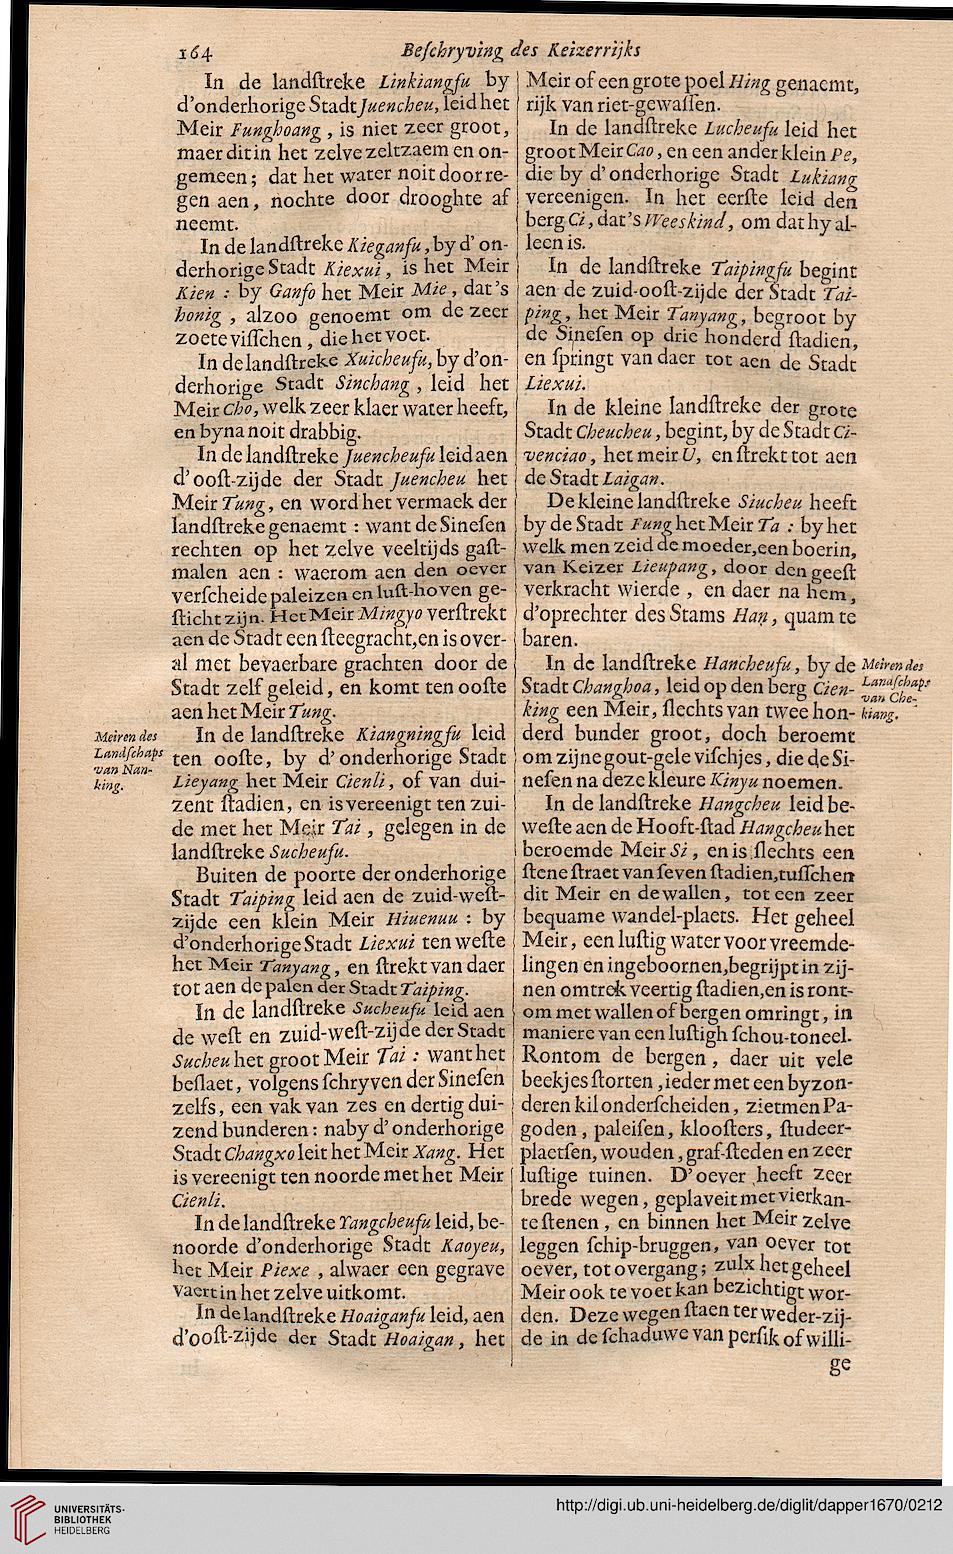 164
Beſchryving des Keizerrijks
In de landſtreke Linkiangfu by
d'onderhorige Stadt Juencheu, leid het
Meir Funghoang , is niet zeer groot,
maer dit in het zelve zeltzaem en on-
gemeen; dat het water noit door re-
gen aen, nochte door drooghte af
neemt.
In de landſtreke Kieganfu, by d' on-
derhorige Stadt Kiexui, is het Meir
Kien : by Ganfo het Meir Mie, dat's
honig , alzoo genoemt om de zeer
zoete viſſchen, die het voet.
In de landſtreke Xuicheufu, by d'on-
derhorige Stadt Sinchang , leid het
Meir Cho, welk zeer klaer water heeft,
en byna noit drabbig.
In de landſtreke Juencheufu leid aen
d' ooſt-zijde der Stadt Juencheu het
Meir Tung, en word het vermaek der
landſtreke genaemt : want de Sineſen
rechten op het zelve veeltijds gaſt-
malen aen : waerom aen den oever
verſcheide paleizen en luſt-hoven ge-
ſticht zijn. Het Meir Mingyo verſtrekt
aen de Stadt een ſteegracht, en is over-
al met bevaerbare grachten door de
Stadt zelf geleid, en komt ten ooſte
aen het Meir Tung.
Meiren des
Landſchaps
van Nan-
king.
In de landſtreke Kiangningfu leid
ten ooſte, by d' onderhorige Stadt
Lieyang het Meir Cienli, of van dui-
zent ſtadien, en is vereenigt ten zui-
de met het Meir Tai , gelegen in de
landſtreke Sucheufu.
Buiten de poorte der onderhorige
Stadt Taiping leid aen de zuid-weſt-
zijde een klein Meir Hiuenuu : by
d'onderhorige Stadt Liexui ten weſte
het Meir Tanyang, en ſtrekt van daer
tot aen de palen der Stadt Taiping.
In de landſtreke Sucheufu leid aen
de weſt en zuid-weſt-zijde der Stadt
Sucheu het groot Meir Tai : want het
beſlaet, volgens ſchryven der Sineſen
zelfs, een vak van zes en dertig dui-
zend bunderen : naby d' onderhorige
Stadt Changxo leit het Meir Xang. Het
is vereenigt ten noorde met het Meir
Cienli.
In de landſtreke Yangcheufu leid, be-
noorde d'onderhorige Stadt Kaoyeu,
het Meir Piexe , alwaer een gegrave
vaert in het zelve uitkomt.
In de landſtreke Hoaiganfu leid, aen
d'ooſt-zijde der Stadt Hoaigan, het
Meir of een grote poel Hing genaemt,
rijk van riet-gewaſſen.
In de landſtreke Lucheufu leid het
groot Meir Cao, en een ander klein Pe,
die by d' onderhorige Stadt Lukiang
vereenigen. In het eerſte leid den
berg Ci, dat's Weeskind, om dat hy al-
leen is.
In de landſtreke Taipingfu begint
aen de zuid-ooſt-zijde der Stadt Tai-
ping, het Meir Tanyang, begroot by
de Sineſen op drie honderd ſtadien,
en ſpringt van daer tot aen de Stadt
Liexui.
In de kleine landſtreke der grote
Stadt Cheucheu, begint, by de Stadt Ci-
venciao, het meir U, en ſtrekt tot aen
de Stadt Laigan.
De kleine landſtreke Siucheu heeft
by de Stadt Fung het Meir Ta : by het
welk men zeid de moeder, een boerin,
van Keizer Lieupang, door den geeſt
verkracht wierde , en daer na hem,
d'oprechter des Stams Han, quam te
baren.
In de landſtreke Hancheufu, by de
Stadt Changhoa, leid op den berg Cien-
king een Meir, ſlechts van twee hon-
derd bunder groot, doch beroemt
om zijne gout-gele viſchjes, die de Si-
neſen na deze kleure Kinyu noemen.
Meiren des
Landſchaps
van Che-
kiang.
In de landſtreke Hangcheu leid be-
weſte aen de Hooft-ſtad Hangcheu het
beroemde Meir Si, en is ſlechts een
ſtene ſtraet van ſeven ſtadien, tuſſchen
dit Meir en de wallen, tot een zeer
bequame wandel-plaets. Het geheel
Meir, een luſtig water voor vreemde-
lingen en ingeboornen, begrijpt in zij-
nen omtrek veertig ſtadien, en is ront-
om met wallen of bergen omringt, in
maniere van een luſtigh ſchou-toneel.
Rontom de bergen, daer uit vele
beekjes ſtorten, ieder met een byzon-
deren kil onderſcheiden, ziet men Pa-
goden, paleiſen, klooſters, ſtudeer-
plaetſen, wouden, graf-ſteden en zeer
luſtige tuinen. D'oever heeft zeer
brede wegen, geplaveit met vierkan-
te ſtenen, en binnen het Meir zelve
leggen ſchip-bruggen, van oever tot
oever, tot overgang; zulx het geheel
Meir ook te voet kan bezichtigt wor-
den. Deze wegen ſtaen ter weder-zij-
de in de ſchaduwe van perſik of willi-
ge
UNIVERSITÄTS-
BIBLIOTHEK
HEIDELBERG
http://digi.ub.uni-heidelberg.de/diglit/dapper1670/0212